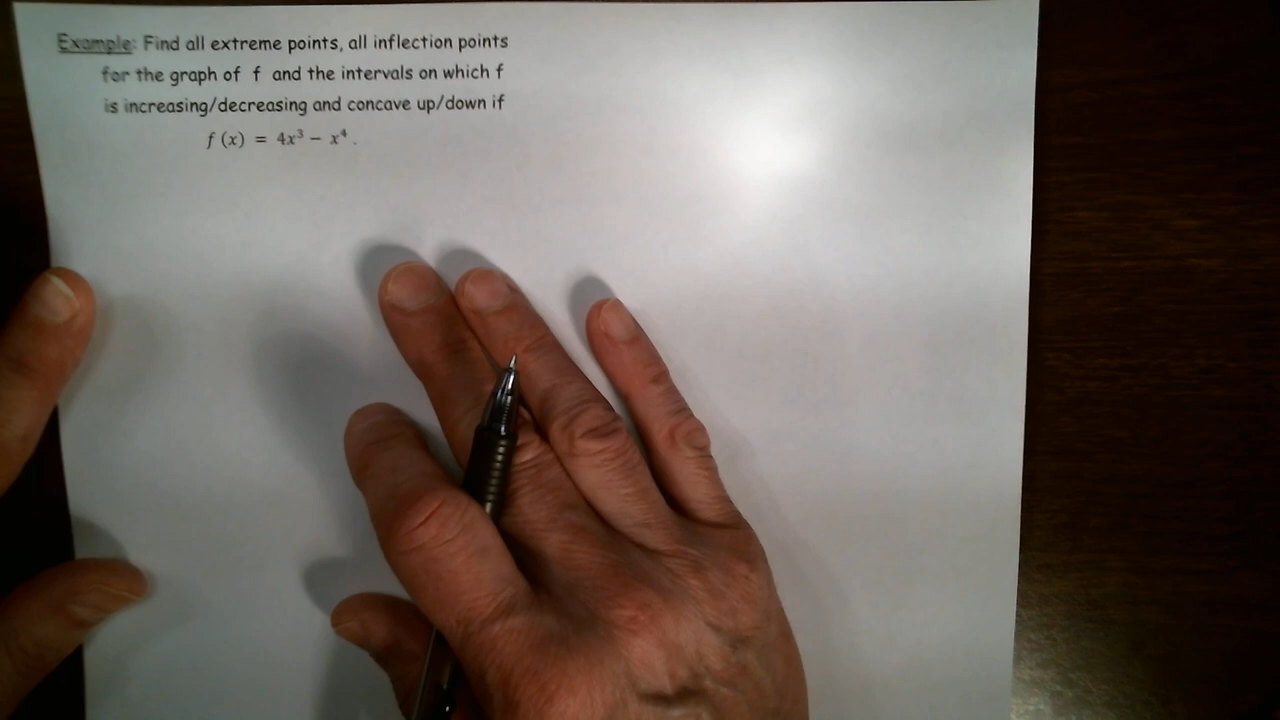 Example: Find all extreme points, all inflection points
for the graph of f and the intervals on which f
is increasing/decreasing and concave up/down if
f (x) = 4x³ − x⁴ .